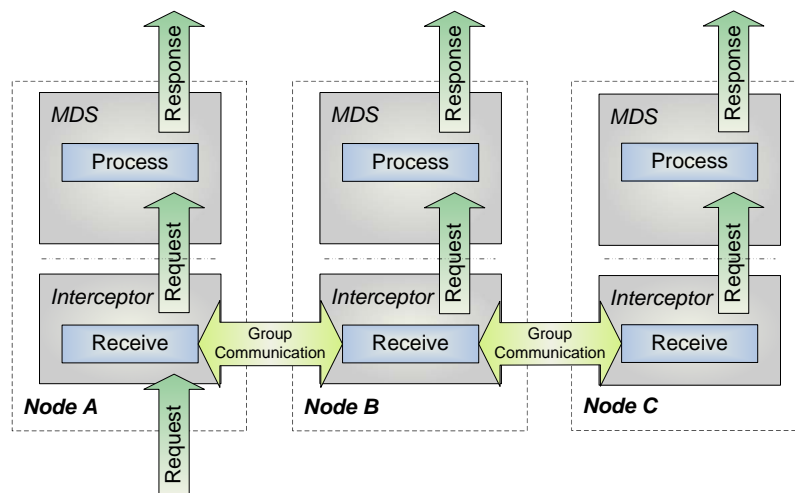 Response
Response
Response
MDS
MDS
MDS
Process
Process
Process
Request
Request
Request
Interceptor
Interceptor
Interceptor
Receive
Group
Communication
Receive
Group
Communication
Receive
Node A
Node B
Node C
Request